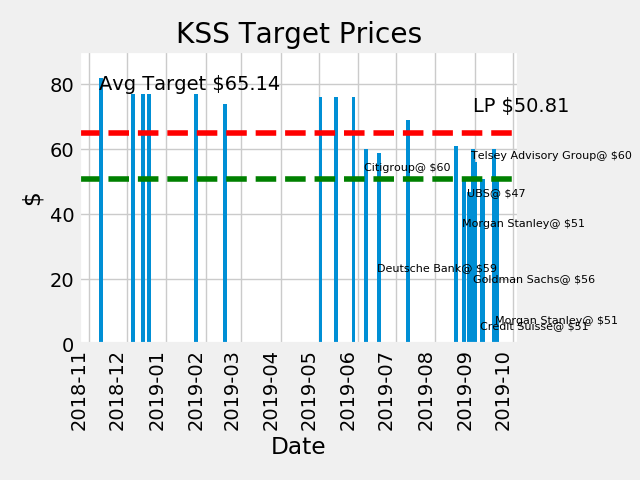 KSS Target Prices
Avg Target $65.14
LP $50.81
Telsey Advisory Group@ $60
Citigroup@ $60
UBS@ $47
Morgan Stanley@ $51
Deutsche Bank@ $59
Goldman Sachs@ $56
Morgan Stanley@ $51
Credit Suisse@ $51
80
60
40
20
0
$
2018-11
2018-12
2019-01
2019-02
2019-03
2019-04
2019-05
2019-06
2019-07
2019-08
2019-09
2019-10
Date